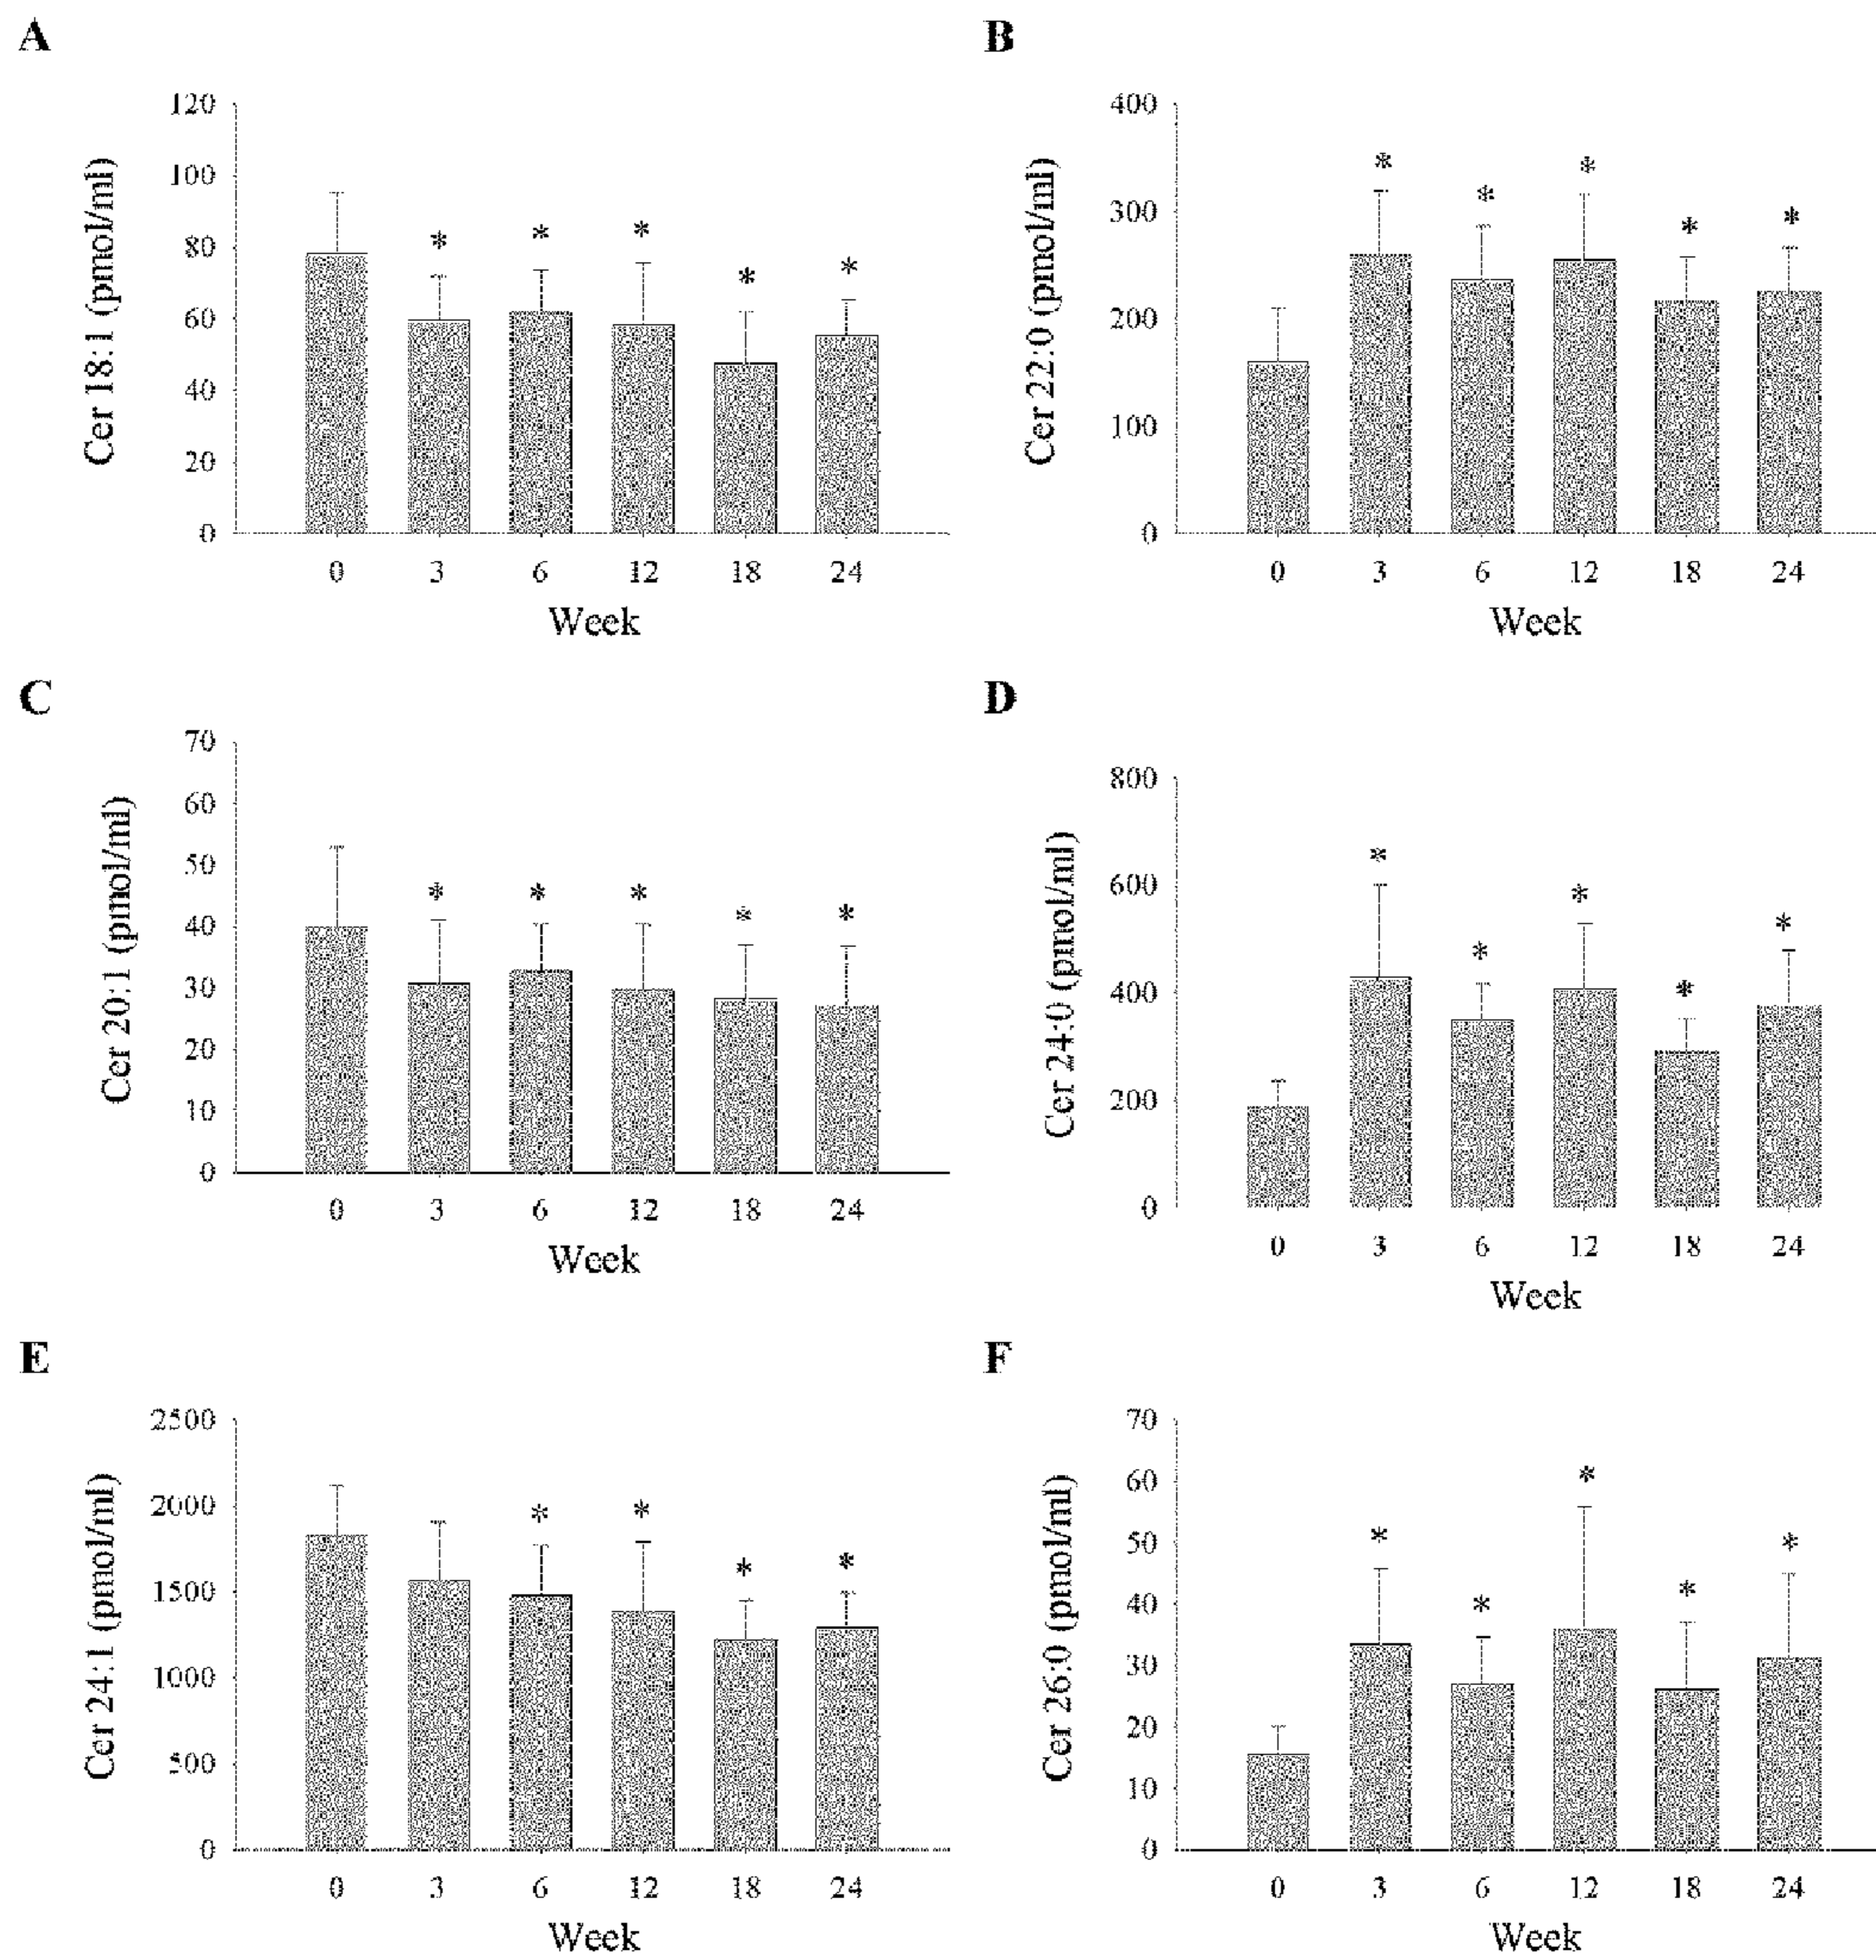 A
Cer 18:1 (pmol/ml)
120
100
80
60
40
20
0
* * * * *
0 3 6 12 18 24
Week
B
Cer 22:0 (pmol/ml)
400
300
200
100
0
* * * * *
0 3 6 12 18 24
Week
C
Cer 20:1 (pmol/ml)
70
60
50
40
30
20
10
0
* * * * *
0 3 6 12 18 24
Week
D
Cer 24:0 (pmol/ml)
800
600
400
200
0
* * * * *
0 3 6 12 18 24
Week
E
Cer 24:1 (pmol/ml)
2500
2000
1500
1000
500
0
* * * *
0 3 6 12 18 24
Week
F
Cer 26:0 (pmol/ml)
70
60
50
40
30
20
10
0
* * * * *
0 3 6 12 18 24
Week